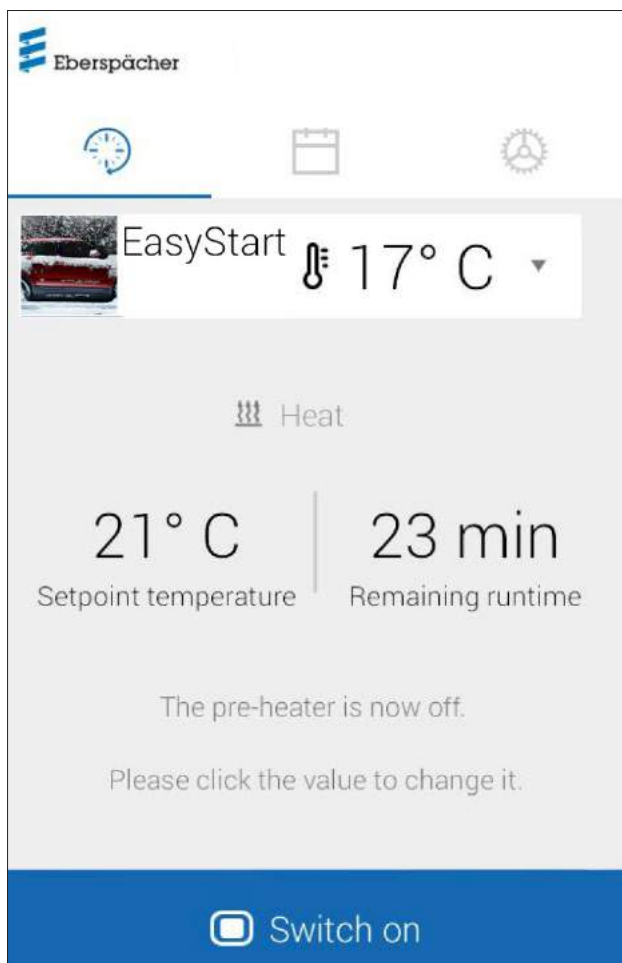 Eberspächer
EasyStart
17° C
Heat
21° C
23 min
Setpoint temperature
Remaining runtime
The pre-heater is now off.
Please click the value to change it.
Switch on